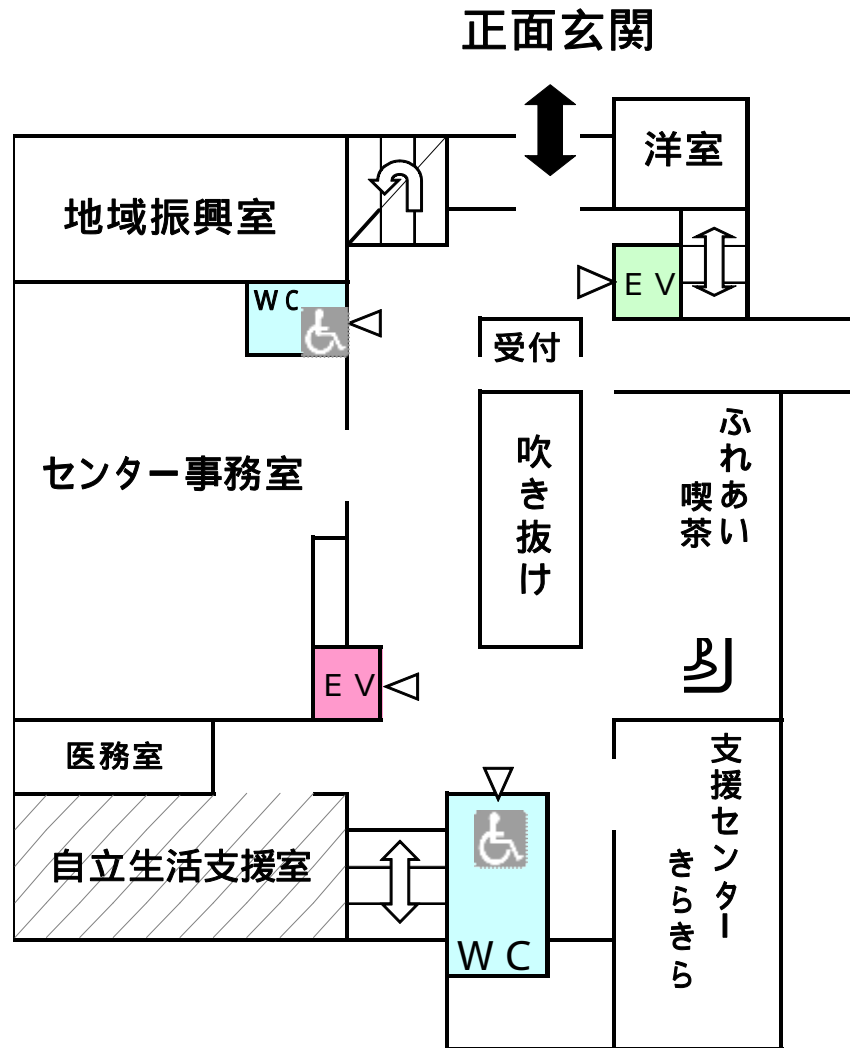 正面玄関
洋室
地域振興室
EV
WC
受付
ふれあい
喫茶
吹き抜け
センター事務室
EV
医務室
支援センター
きらきら
自立生活支援室
WC